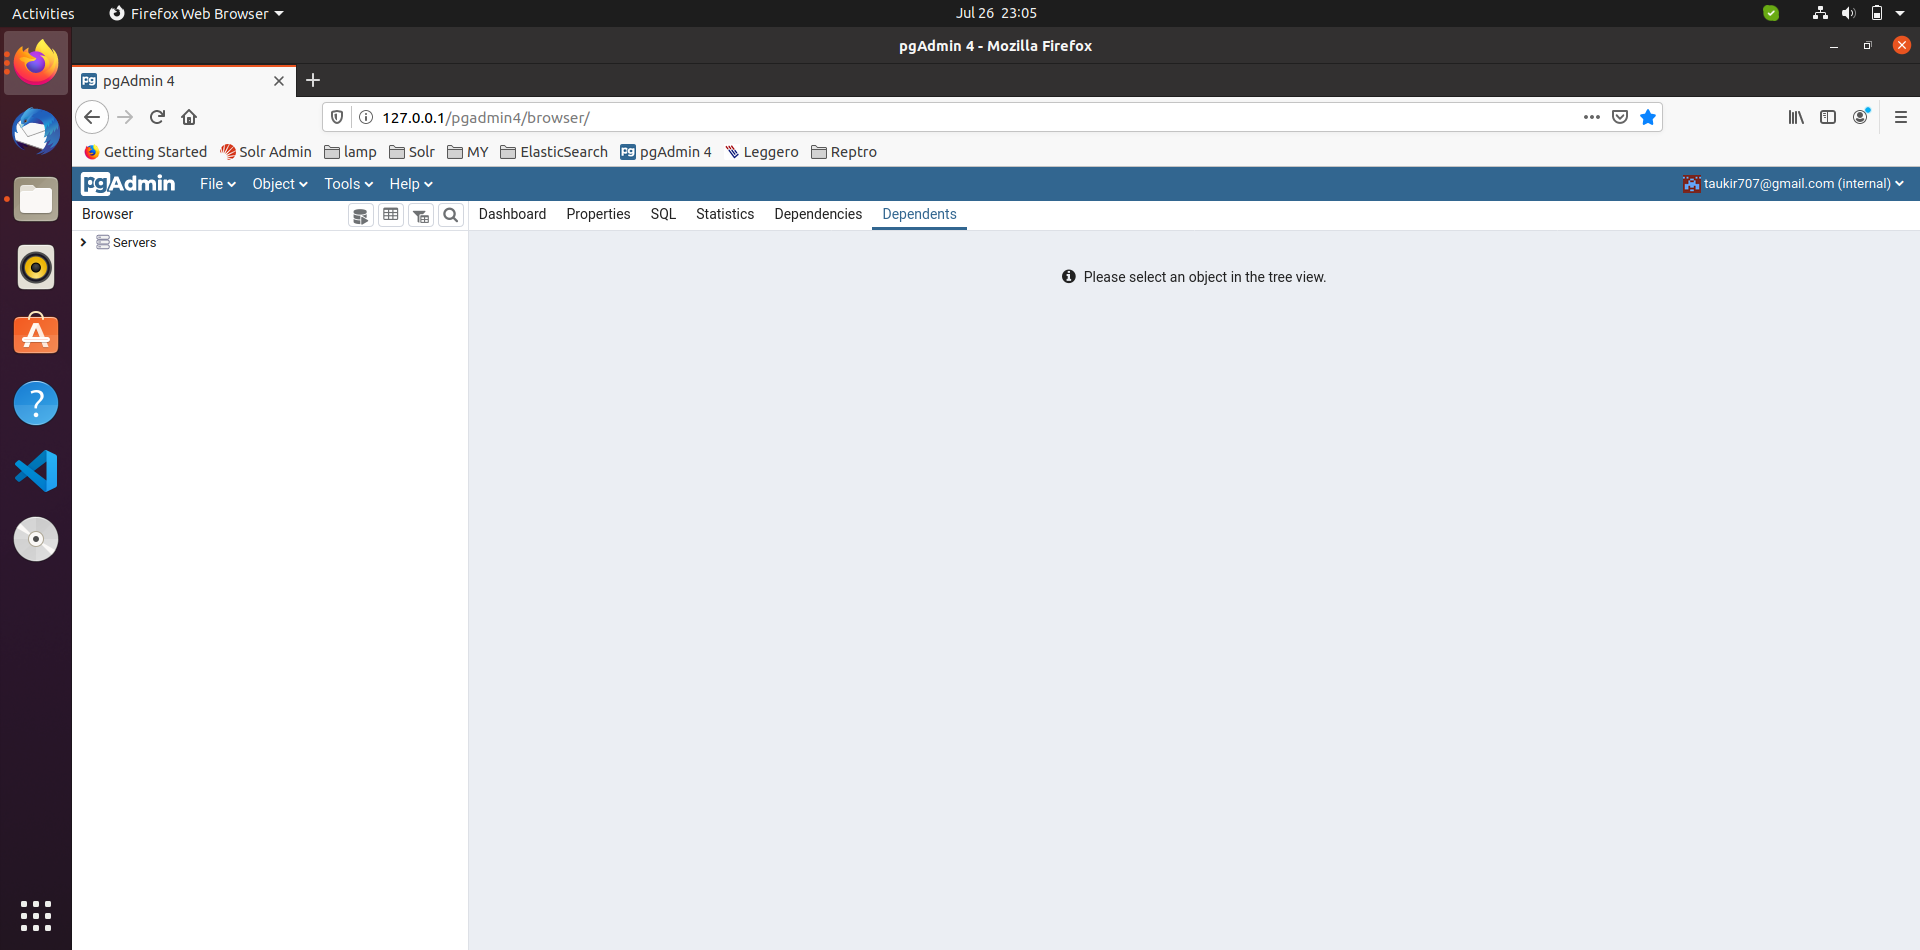 Activities Firefox Web Browser Jul 26 23:05
pgAdmin 4 - Mozilla Firefox
pg pgAdmin 4
127.0.0.1/pgadmin4/browser/
Getting Started Solr Admin lamp Solr MY ElasticSearch pg pgAdmin 4 Leggero Reptro
pgAdmin File Object Tools Help taukir707@gmail.com (internal)
Browser Dashboard Properties SQL Statistics Dependencies Dependents
Servers
Please select an object in the tree view.